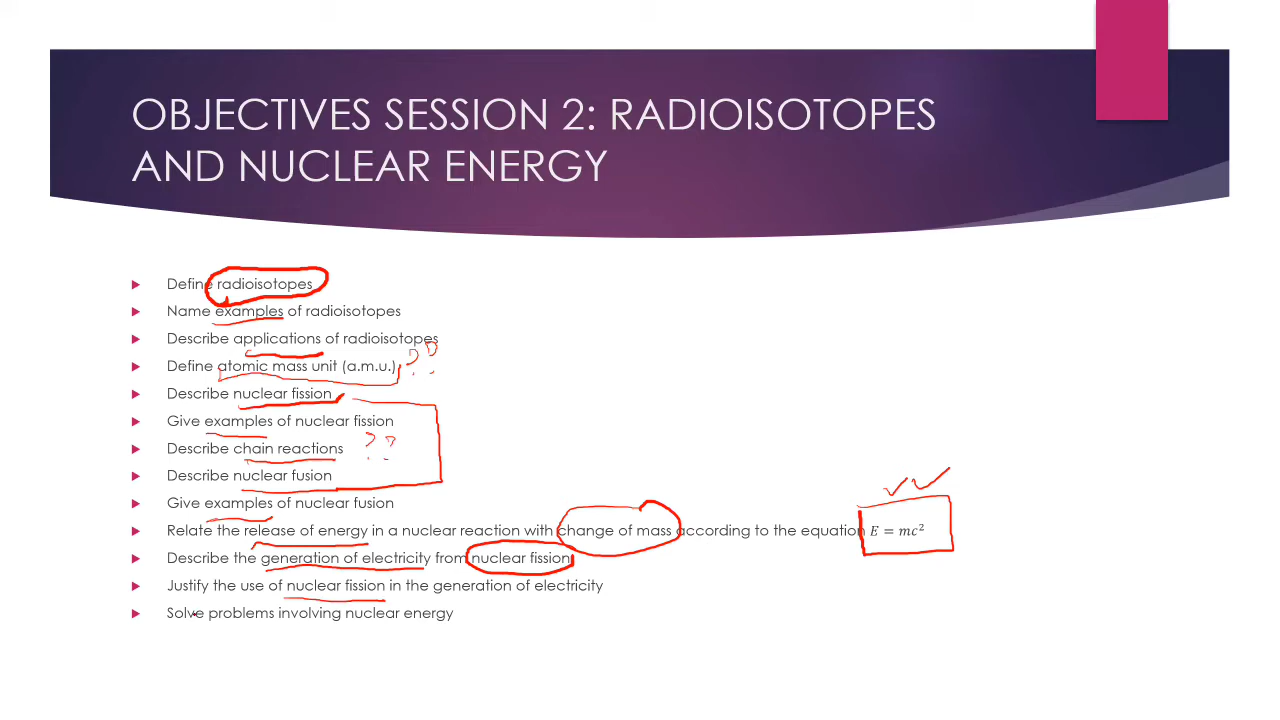 OBJECTIVES SESSION 2: RADIOISOTOPES
AND NUCLEAR ENERGY
Define radioisotopes
Name examples of radioisotopes
Describe applications of radioisotopes
Define atomic mass unit (a.m.u.) ??
Describe nuclear fission
Give examples of nuclear fission
Describe chain reactions ??
Describe nuclear fusion
Give examples of nuclear fusion
Relate the release of energy in a nuclear reaction with change of mass according to the equation E = mc²
Describe the generation of electricity from nuclear fission
Justify the use of nuclear fission in the generation of electricity
Solve problems involving nuclear energy